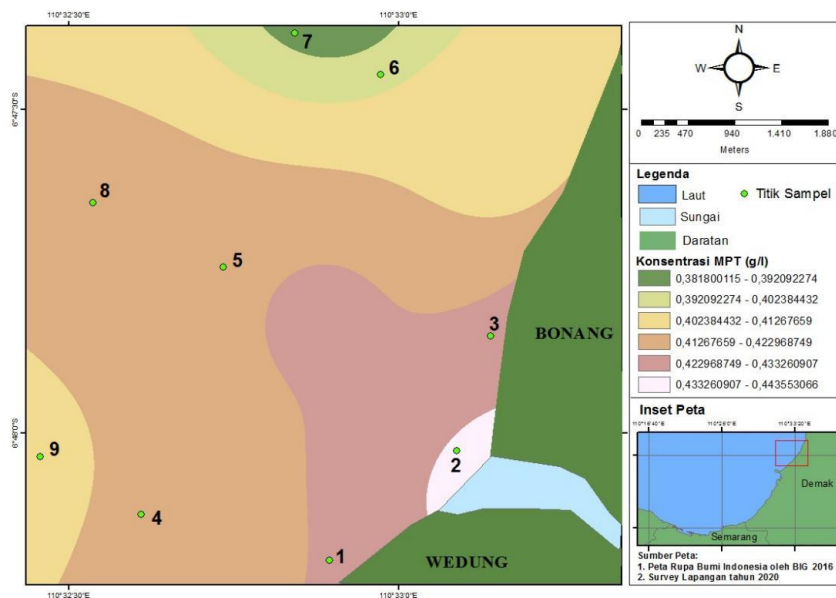 110°32'30"E 110°33'0"E
7
6
8
5
3
BONANG
2
9
4
1
WEDUNG
6°47'30"S
6°48'0"S
110°32'30"E 110°33'0"E
N
W E
S
0 235 470 940 1.410 1.880
Meters
Legenda
Laut
Titik Sampel
Sungai
Daratan
Konsentrasi MPT (g/l)
0,381800115 - 0,392092274
0,392092274 - 0,402384432
0,402384432 - 0,41267659
0,41267659 - 0,422968749
0,422968749 - 0,433260907
0,433260907 - 0,443553066
Inset Peta
Demak
Semarang
Sumber Peta:
1. Peta Rupa Bumi Indonesia oleh BIG 2016
2. Survey Lapangan tahun 2020